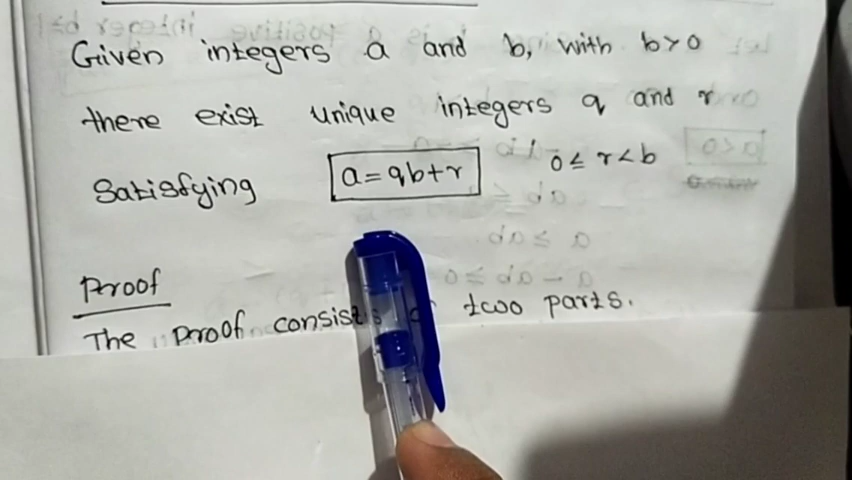 Given integers a and b, with b>0
there exist unique integers q and r
Satisfying a=qb+r 0≤r<b
Proof
The proof consists of two parts.